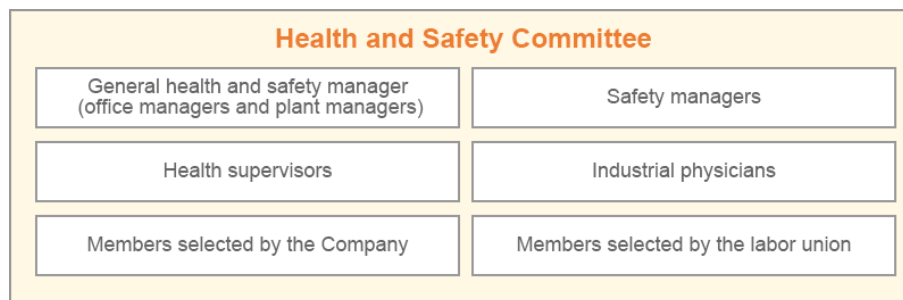 Health and Safety Committee
General health and safety manager
(office managers and plant managers)
Safety managers
Health supervisors
Industrial physicians
Members selected by the Company
Members selected by the labor union